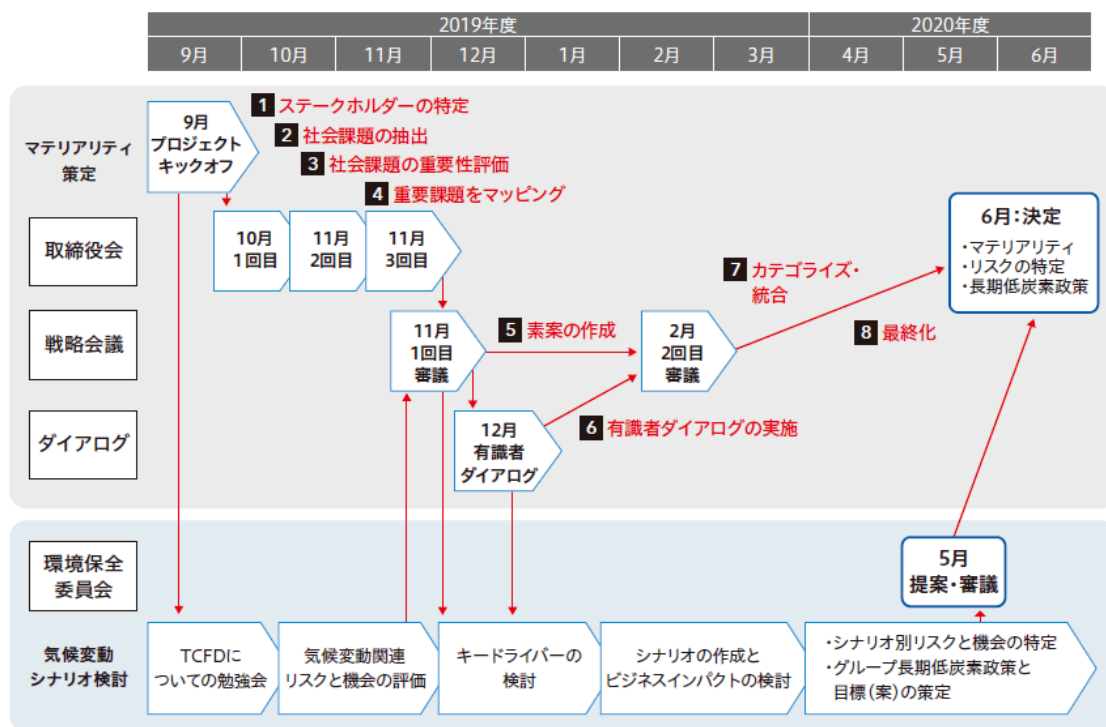 2019年度
2020年度
9月
10月
11月
12月
1月
2月
3月
4月
5月
6月
マテリアリティ
策定
9月
プロジェクト
キックオフ
1 ステークホルダーの特定
2 社会課題の抽出
3 社会課題の重要性評価
4 重要課題をマッピング
取締役会
10月
1回目
11月
2回目
11月
3回目
6月：決定
・マテリアリティ
・リスクの特定
・長期低炭素政策
7 カテゴライズ・
統合
戦略会議
11月
1回目
審議
5 素案の作成
2月
2回目
審議
8 最終化
ダイアログ
12月
有識者
ダイアログ
6 有識者ダイアログの実施
環境保全
委員会
5月
提案・審議
気候変動
シナリオ検討
TCFDに
ついての勉強会
気候変動関連
リスクと機会の評価
キードライバーの
検討
シナリオの作成と
ビジネスインパクトの検討
・シナリオ別リスクと機会の特定
・グループ長期低炭素政策と
目標（案）の策定